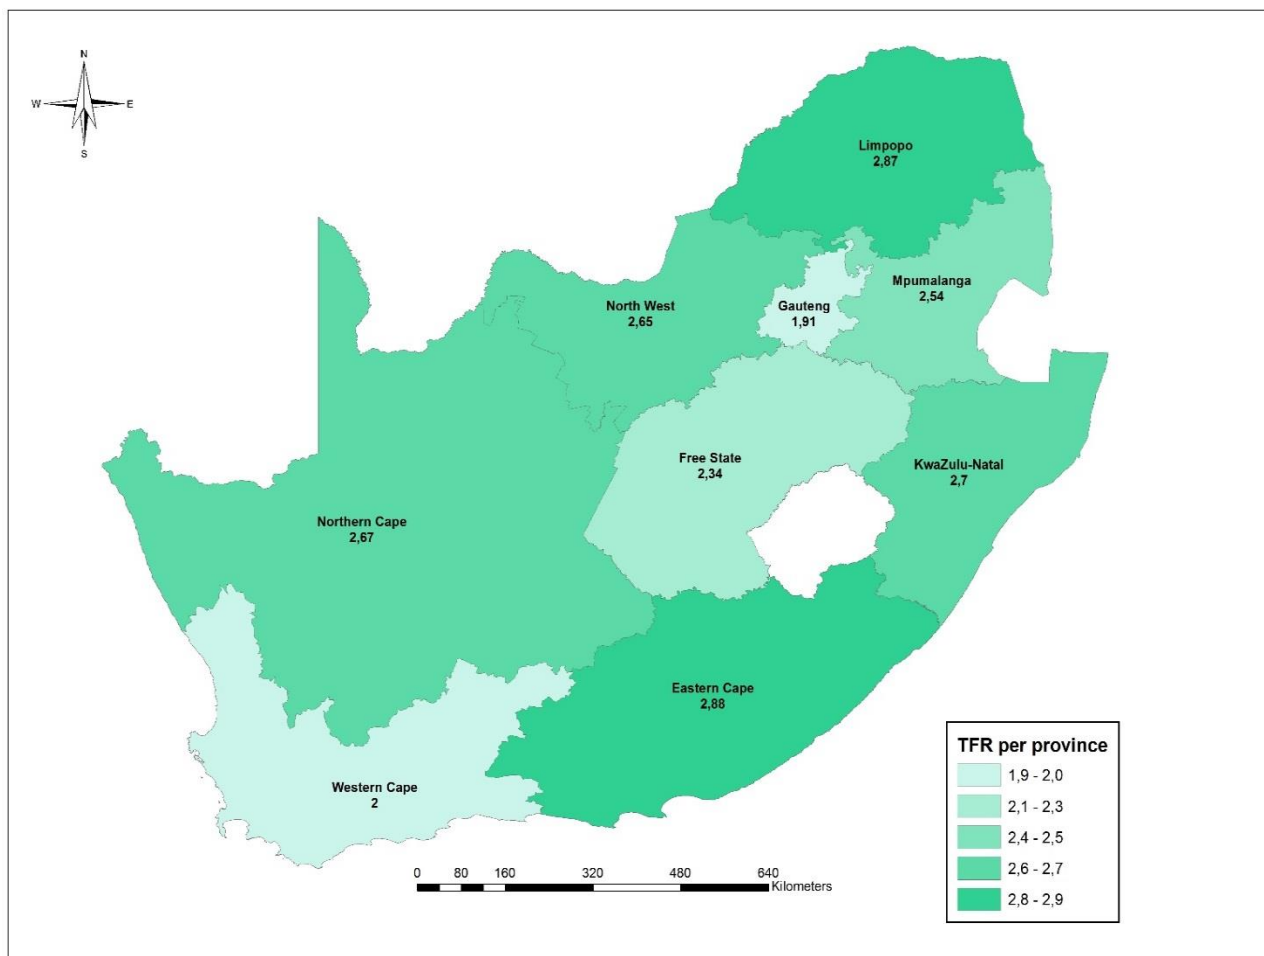 N
W
E
S
Limpopo
2,87
Mpumalanga
2,54
Gauteng
1,91
North West
2,65
Free State
2,34
KwaZulu-Natal
2,7
Northern Cape
2,67
Eastern Cape
2,88
Western Cape
2
TFR per province
1,9 - 2,0
2,1 - 2,3
2,4 - 2,5
2,6 - 2,7
2,8 - 2,9
0 80 160 320 480 640
Kilometers